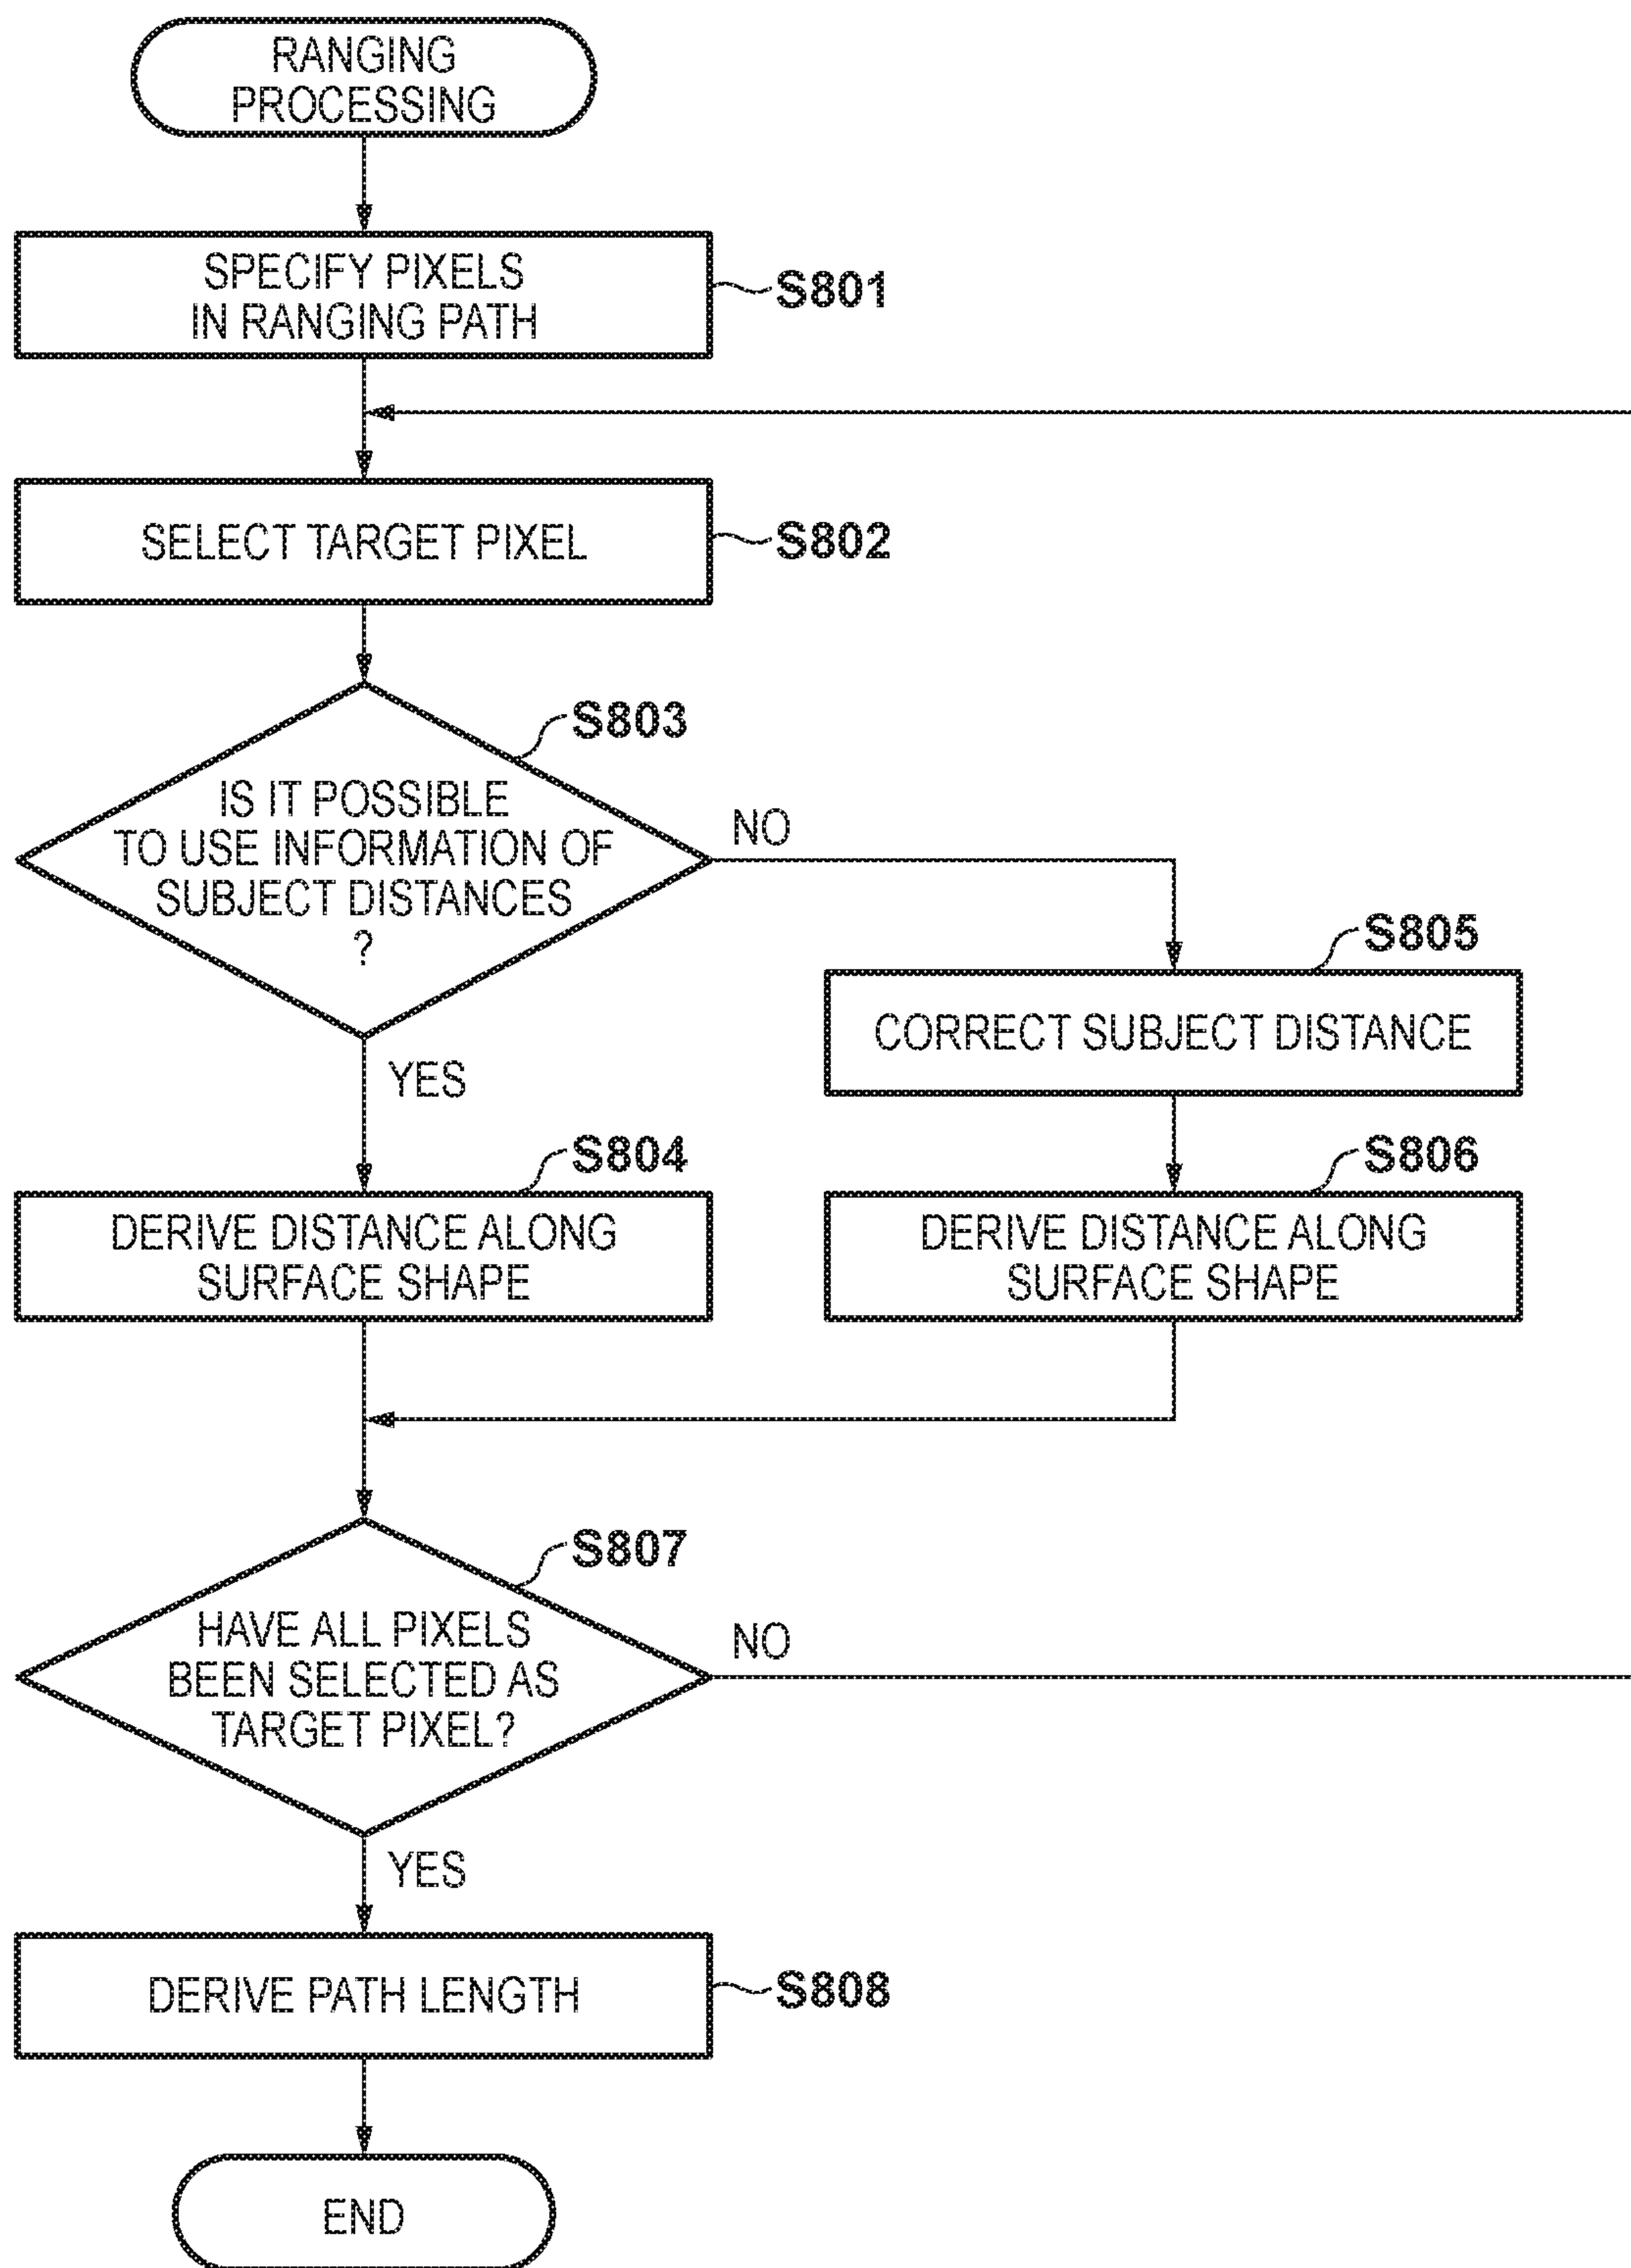 RANGING
PROCESSING
SPECIFY PIXELS
IN RANGING PATH
S801
SELECT TARGET PIXEL
S802
S803
IS IT POSSIBLE
TO USE INFORMATION OF
SUBJECT DISTANCES
?
NO
YES
S805
CORRECT SUBJECT DISTANCE
S804
DERIVE DISTANCE ALONG
SURFACE SHAPE
S806
DERIVE DISTANCE ALONG
SURFACE SHAPE
S807
HAVE ALL PIXELS
BEEN SELECTED AS
TARGET PIXEL?
NO
YES
DERIVE PATH LENGTH
S808
END